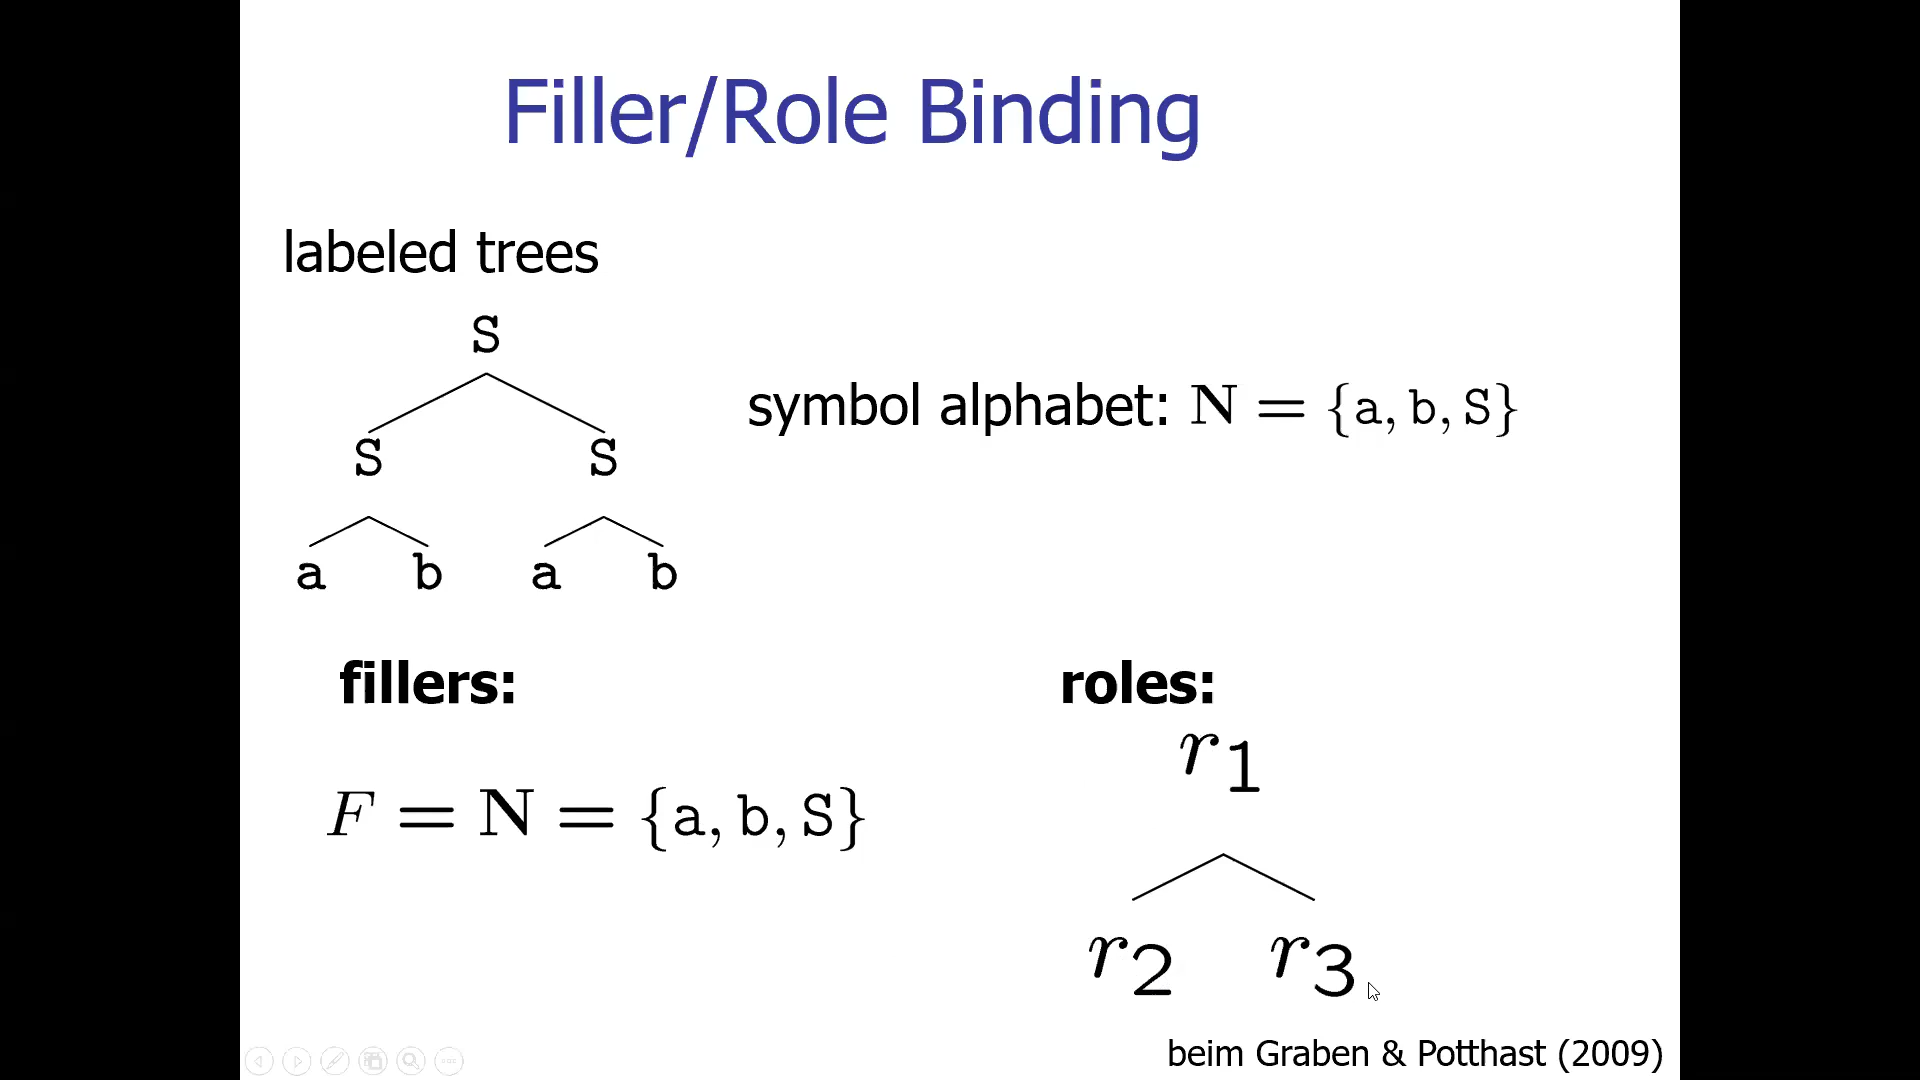 Filler/Role Binding
labeled trees
S
S S
a b a b
symbol alphabet: N = {a, b, S}
fillers:
F = N = {a, b, S}
roles:
r₁
r₂ r₃
beim Graben & Potthast (2009)